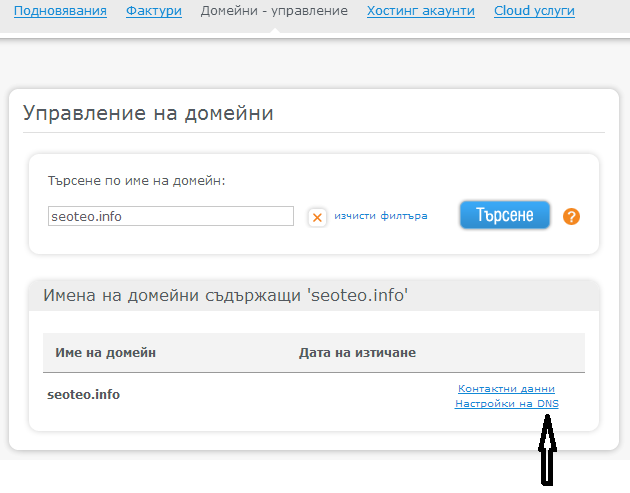 Подновявания Фактури Домейни - управление Хостинг акаунти Cloud услуги
Управление на домейни
Търсене по име на домейн:
seoteo.info изчисти филтъра Търсене ?
Имена на домейни съдържащи 'seoteo.info'
Име на домейн Дата на изтичане
seoteo.info Контактни данни
Настройки на DNS